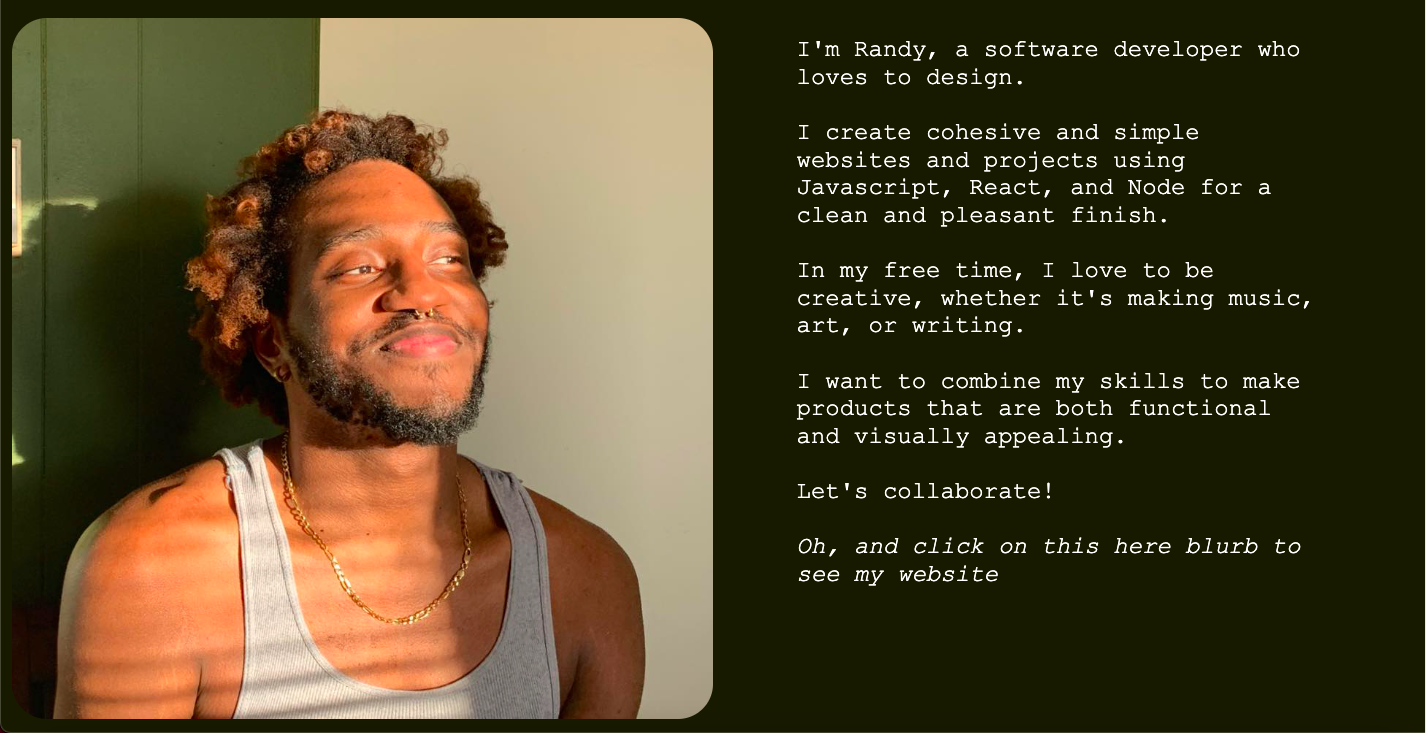 I'm Randy, a software developer who
loves to design.
I create cohesive and simple
websites and projects using
Javascript, React, and Node for a
clean and pleasant finish.
In my free time, I love to be
creative, whether it's making music,
art, or writing.
I want to combine my skills to make
products that are both functional
and visually appealing.
Let's collaborate!
Oh, and click on this here blurb to
see my website